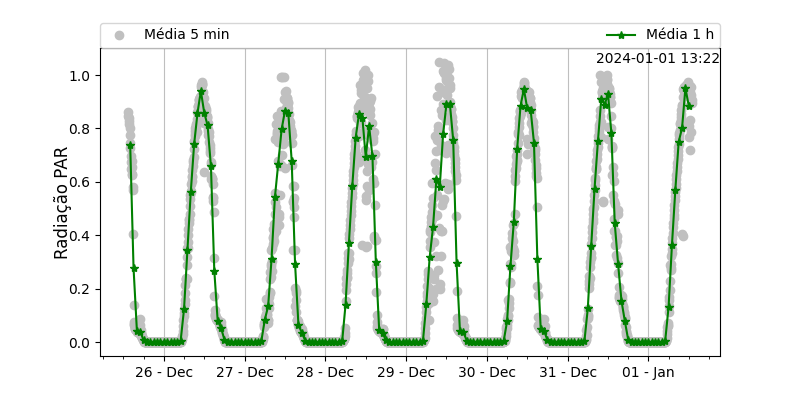 Média 5 min
Média 1 h
2024-01-01 13:22
Radiação PAR
1.0
0.8
0.6
0.4
0.2
0.0
26 - Dec
27 - Dec
28 - Dec
29 - Dec
30 - Dec
31 - Dec
01 - Jan